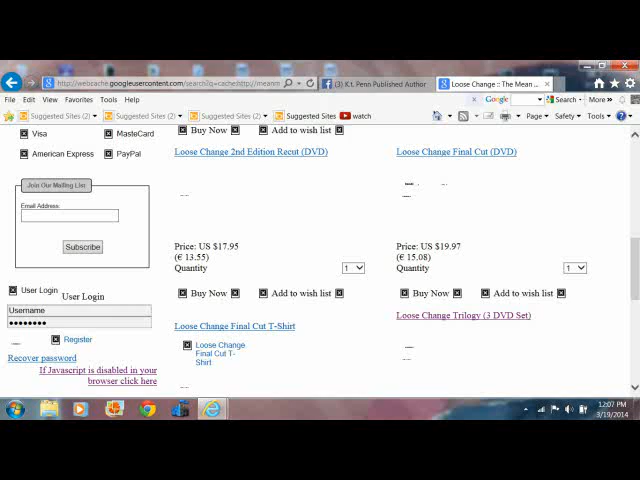 http://webcache.googleusercontent.com/search?q=cache:http://meanm
(3) K.t. Penn Published Author
Loose Change :: The Mean ...
File Edit View Favorites Tools Help
Google Search More »
Suggested Sites (2) Suggested Sites (2) Suggested Sites (2) Suggested Sites (2) watch
Page Safety Tools
Visa MasteCard
American Express PayPal
Join Our Mailing List
Email Address:
Subscribe
User Login
User Login
Username
Register
Recover password
If Javascript is disabled in your
browser click here
Buy Now Add to wish list
Loose Change 2nd Edition Recut (DVD)
Price: US $17.95
(€ 13.55)
Quantity 1
Buy Now Add to wish list
Loose Change Final Cut T-Shirt
Loose Change
Final Cut T-
Shirt
Loose Change Final Cut (DVD)
Price: US $19.97
(€ 15.08)
Quantity 1
Buy Now Add to wish list
Loose Change Trilogy (3 DVD Set)
12:07 PM
3/19/2014